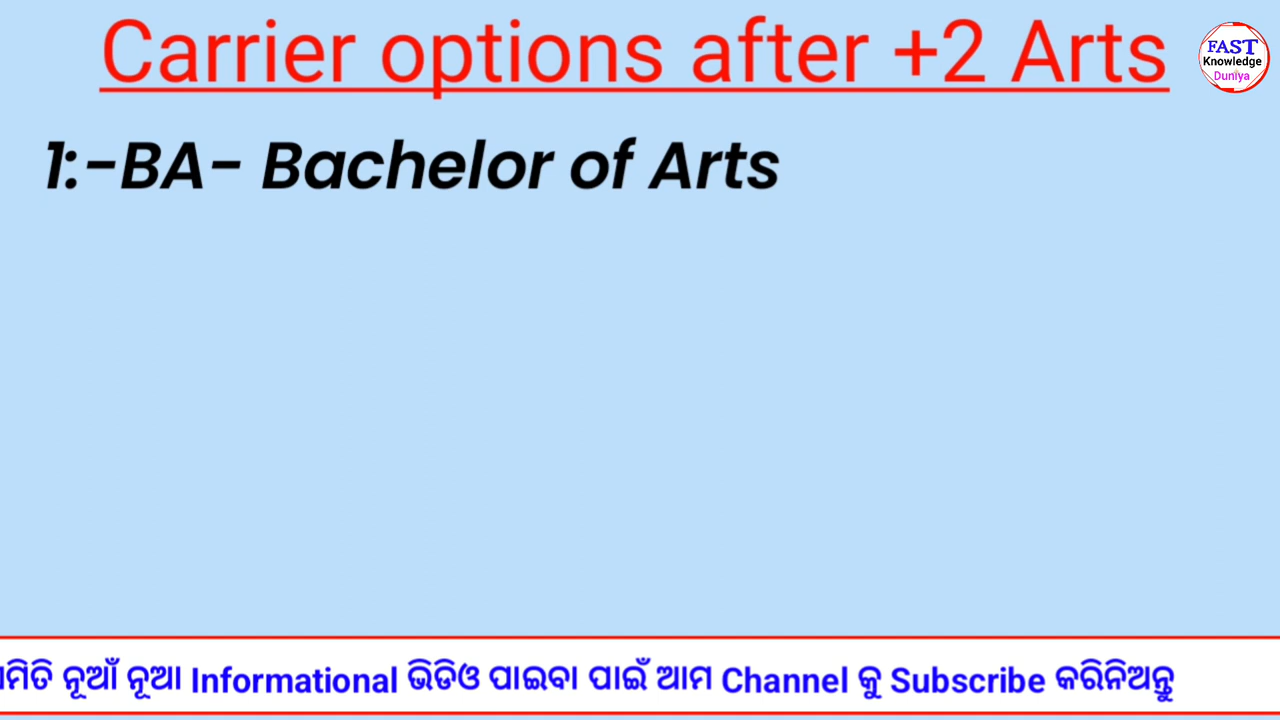 Carrier options after +2 Arts
FAST
Knowledge
Duniya
1:-BA- Bachelor of Arts
ନୂଆଁ ନୂଆ Informational ଭିଡିଓ ପାଇବା ପାଇଁ ଆମ Channel କୁ Subscribe କରିନିଅନ୍ତୁ